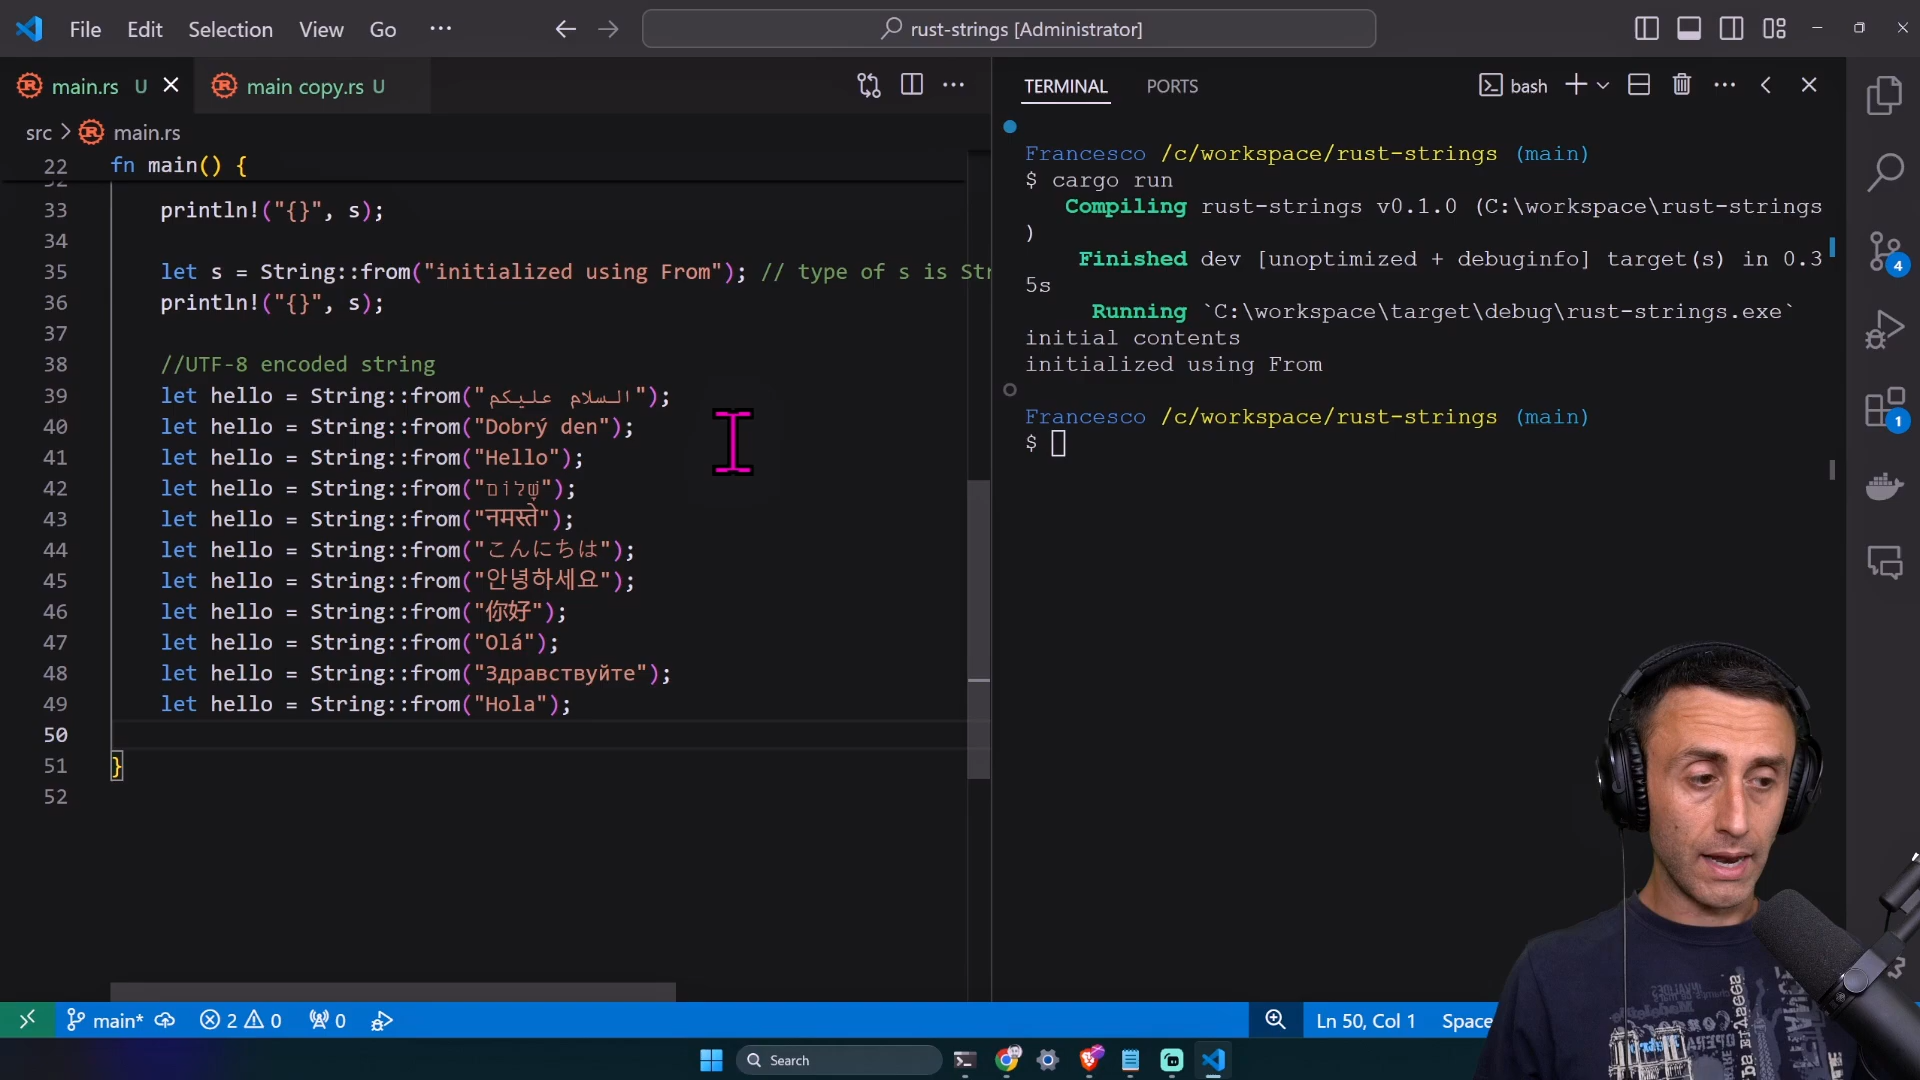 File Edit Selection View Go ...
rust-strings [Administrator]
main.rs U
main copy.rs U
src > main.rs
22 fn main() {
33 println!("{}", s);
34
35 let s = String::from("initialized using From"); // type of s is Str
36 println!("{}", s);
37
38 //UTF-8 encoded string
39 let hello = String::from("السلام عليكم");
40 let hello = String::from("Dobrý den");
41 let hello = String::from("Hello");
42 let hello = String::from("שָׁלוֹם");
43 let hello = String::from("नमस्ते");
44 let hello = String::from("こんにちは");
45 let hello = String::from("안녕하세요");
46 let hello = String::from("你好");
47 let hello = String::from("Olá");
48 let hello = String::from("Здравствуйте");
49 let hello = String::from("Hola");
50
51 }
52
TERMINAL PORTS
bash
Francesco /c/workspace/rust-strings (main)
$ cargo run
Compiling rust-strings v0.1.0 (C:\workspace\rust-strings
)
Finished dev [unoptimized + debuginfo] target(s) in 0.3
5s
Running `C:\workspace\target\debug\rust-strings.exe`
initial contents
initialized using From
Francesco /c/workspace/rust-strings (main)
$
4
1
main* 2 0 0
Ln 50, Col 1 Space
Search